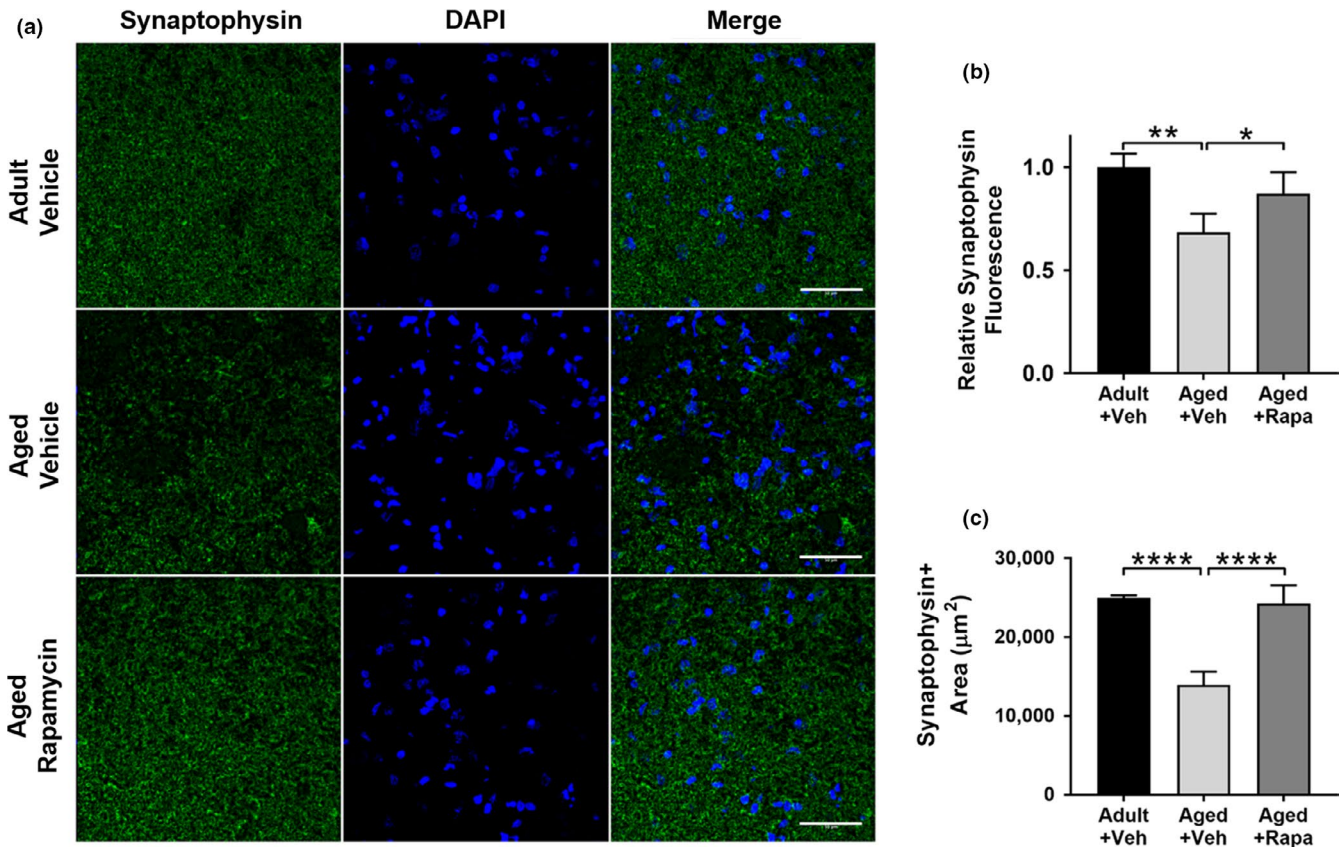 (a)
Synaptophysin
DAPI
Merge
Adult
Vehicle
Aged
Vehicle
Aged
Rapamycin
(b)
Relative Synaptophysin
Fluorescence
1.0
0.5
0.0
**
*
Adult
+Veh
Aged
+Veh
Aged
+Rapa
(c)
Synaptophysin+
Area (μm²)
30,000
20,000
10,000
0
****
****
Adult
+Veh
Aged
+Veh
Aged
+Rapa